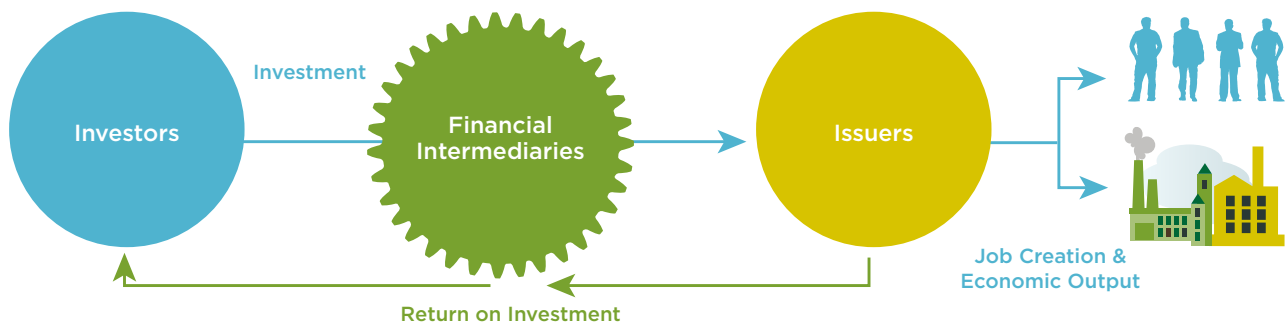 Investors
Investment
Financial
Intermediaries
Issuers
Job Creation &
Economic Output
Return on Investment